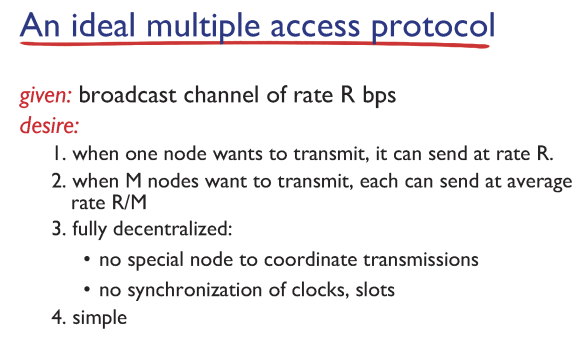 An ideal multiple access protocol
given: broadcast channel of rate R bps
desire:
1. when one node wants to transmit, it can send at rate R.
2. when M nodes want to transmit, each can send at average
rate R/M
3. fully decentralized:
• no special node to coordinate transmissions
• no synchronization of clocks, slots
4. simple